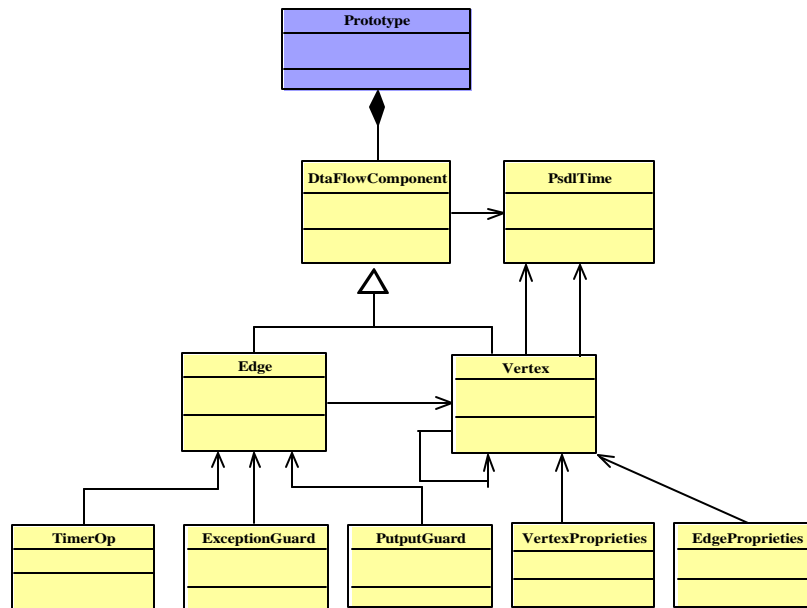 Prototype
DtaFlowComponent
PsdlTime
Edge
Vertex
TimerOp
ExceptionGuard
PutputGuard
VertexProprieties
EdgeProprieties